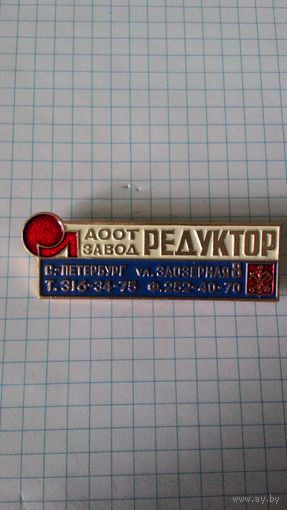 АООТ
ЗАВОД РЕДУКТОР
С-ПЕТЕРБУРГ ул. ЗАОЗЕРНАЯ 8
Т. 316-34-75 Ф. 252-40-70
www.ay.by